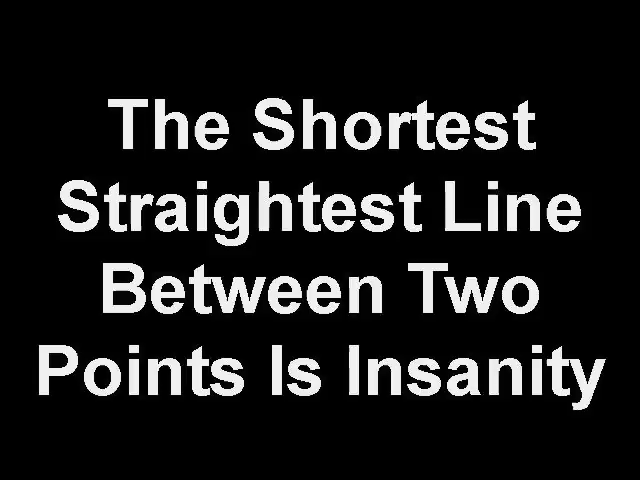 The Shortest
Straightest Line
Between Two
Points Is Insanity